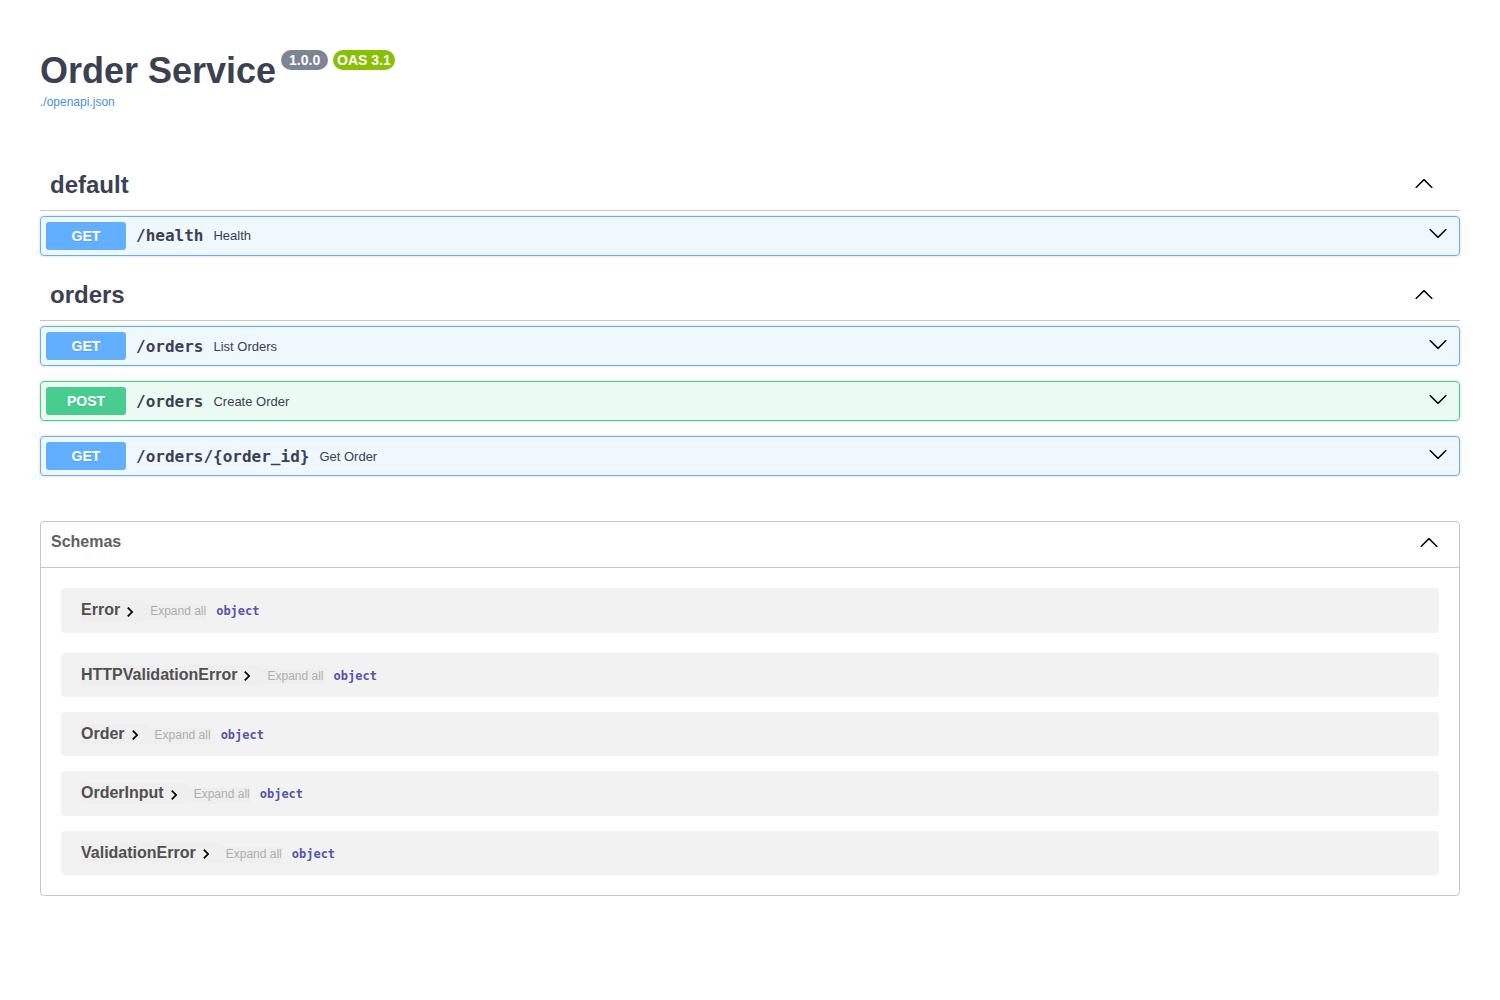 Order Service 1.0.0 OAS 3.1
./openapi.json
default
GET /health Health
orders
GET /orders List Orders
POST /orders Create Order
GET /orders/{order_id} Get Order
Schemas
Error Expand all object
HTTPValidationError Expand all object
Order Expand all object
OrderInput Expand all object
ValidationError Expand all object